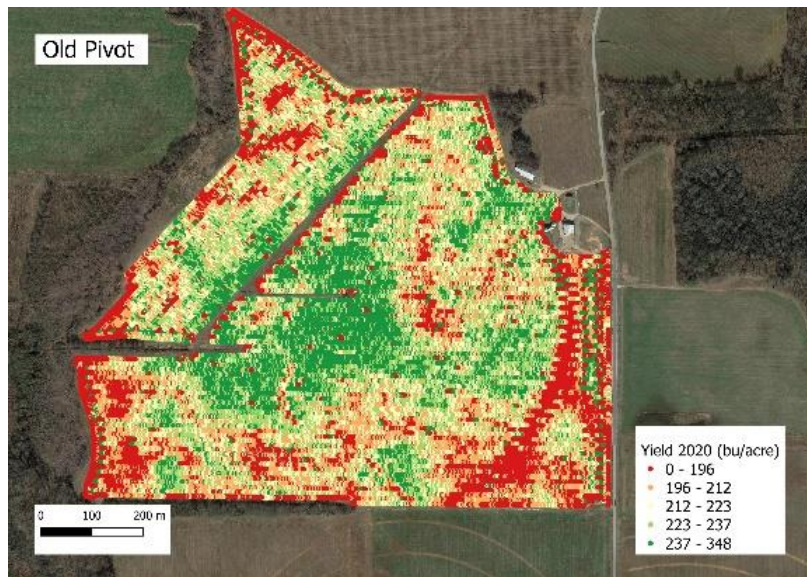 Old Pivot
Yield 2020 (bu/acre)
0 - 196
196 - 212
212 - 223
223 - 237
237 - 348
0 100 200 m